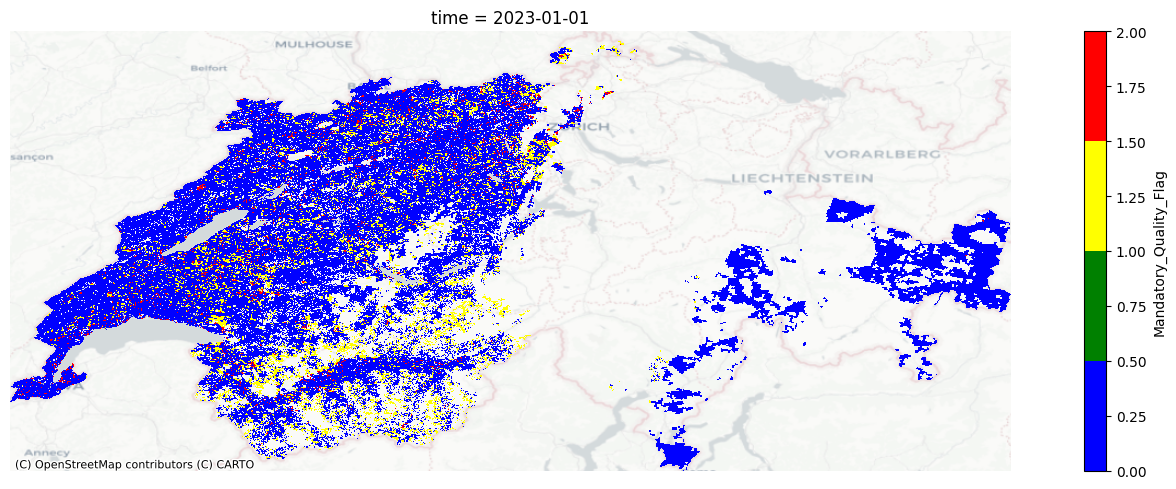 time = 2023-01-01
MULHOUSE
Belfort
RICH
sançon
VORARLBERG
LIECHTENSTEIN
Annecy
(C) OpenStreetMap contributors (C) CARTO
2.00
1.75
1.50
1.25
1.00
0.75
0.50
0.25
0.00
Mandatory_Quality_Flag